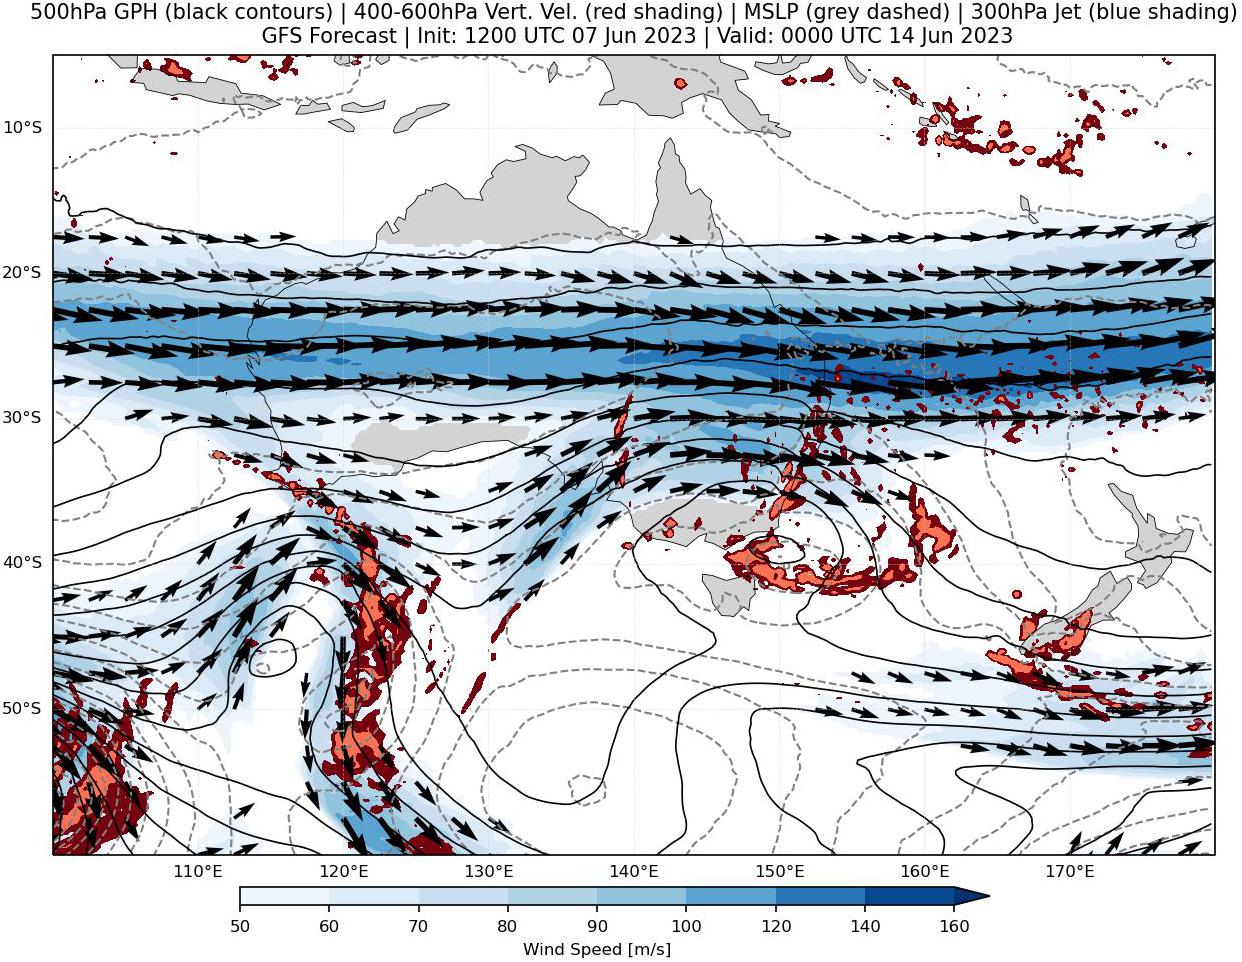 500hPa GPH (black contours) | 400-600hPa Vert. Vel. (red shading) | MSLP (grey dashed) | 300hPa Jet (blue shading)
GFS Forecast | Init: 1200 UTC 07 Jun 2023 | Valid: 0000 UTC 14 Jun 2023
10°S
20°S
30°S
40°S
50°S
110°E 120°E 130°E 140°E 150°E 160°E 170°E
50 60 70 80 90 100 120 140 160
Wind Speed [m/s]